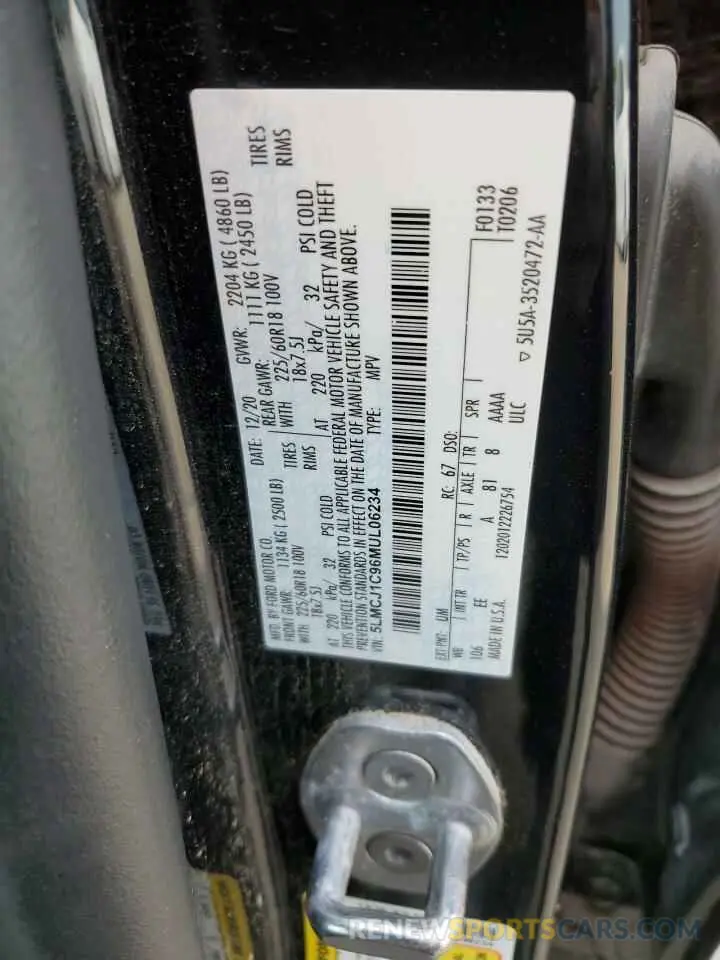 MFD. BY FORD MOTOR CO. DATE: 12/20 GVWR: 2204 KG ( 4860 LB)
FRONT GAWR: 1134 KG ( 2500 LB) REAR GAWR: 1111 KG ( 2450 LB)
WITH 225/60R18 100V TIRES WITH 225/60R18 100V TIRES
18x7.5J RIMS 18x7.5J RIMS
AT 220 kPa/ 32 PSI COLD AT 220 kPa/ 32 PSI COLD
THIS VEHICLE CONFORMS TO ALL APPLICABLE FEDERAL MOTOR VEHICLE SAFETY AND THEFT
PREVENTION STANDARDS IN EFFECT ON THE DATE OF MANUFACTURE SHOWN ABOVE.
VIN: 5LMCJ1C96MUL06234 TYPE: MPV
EXT PNT: UM RC: 67 DSO: F0133
T0206
WB INT TR TP/PS R AXLE TR SPR
106 EE A 81 8 AAAA
MADE IN U.S.A. 1202012226754 ULC
▽ 5U5A-3520472-AA
RENEWSPORTSCARS.COM